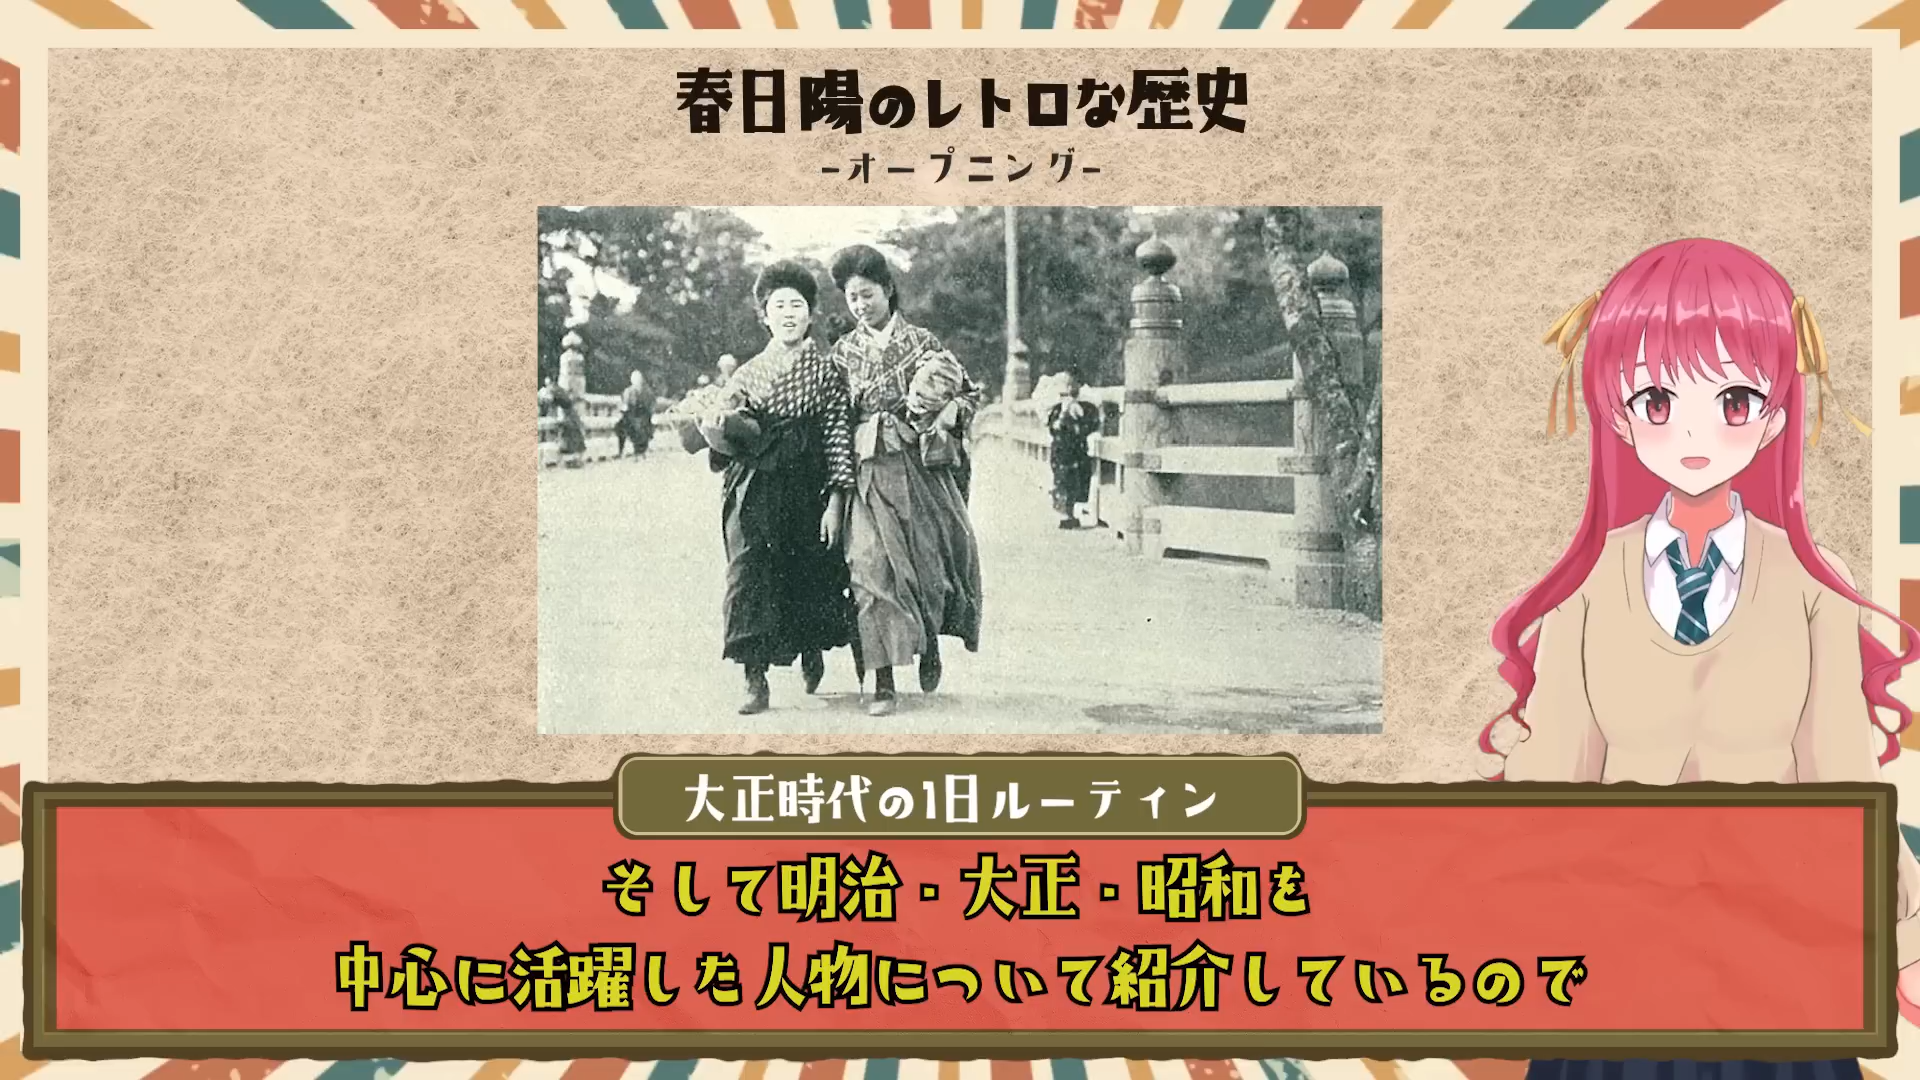 春日陽のレトロな歴史
-オープニング-
大正時代の1日ルーティン
そして明治・大正・昭和を
中心に活躍した人物について紹介しているので